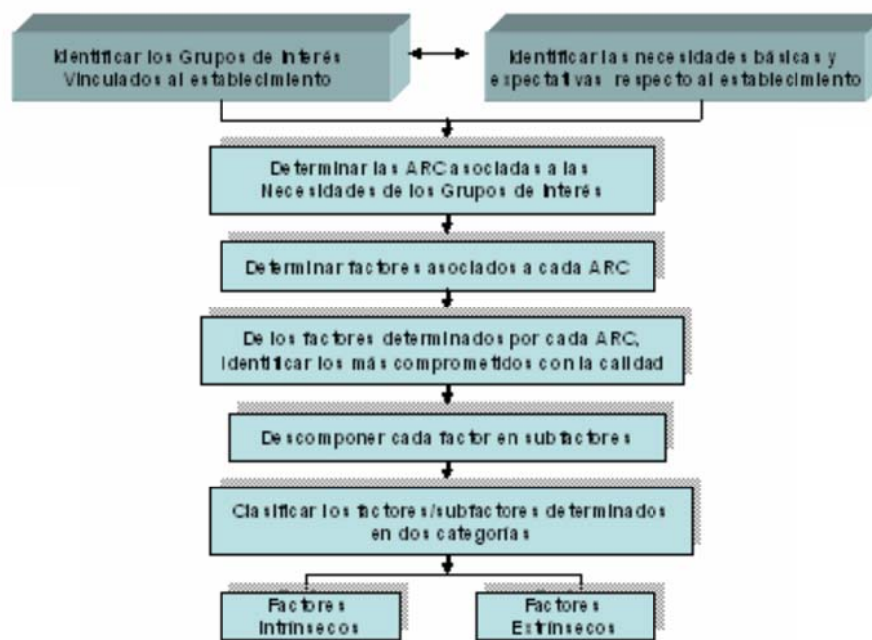 Identificar los Grupos de Interés
Vinculados al establecimiento
Identificar las necesidades básicas y
expectativas respecto al establecimiento
Determinar las ARC asociadas a las
Necesidades de los Grupos de Interés
Determinar factores asociados a cada ARC
De los factores determinados por cada ARC,
Identificar los más comprometidos con la calidad
Descomponer cada factor en subfactores
Clasificar los factores/subfactores determinados
en dos categorías
Factores
Intrínsecos
Factores
Extrínsecos